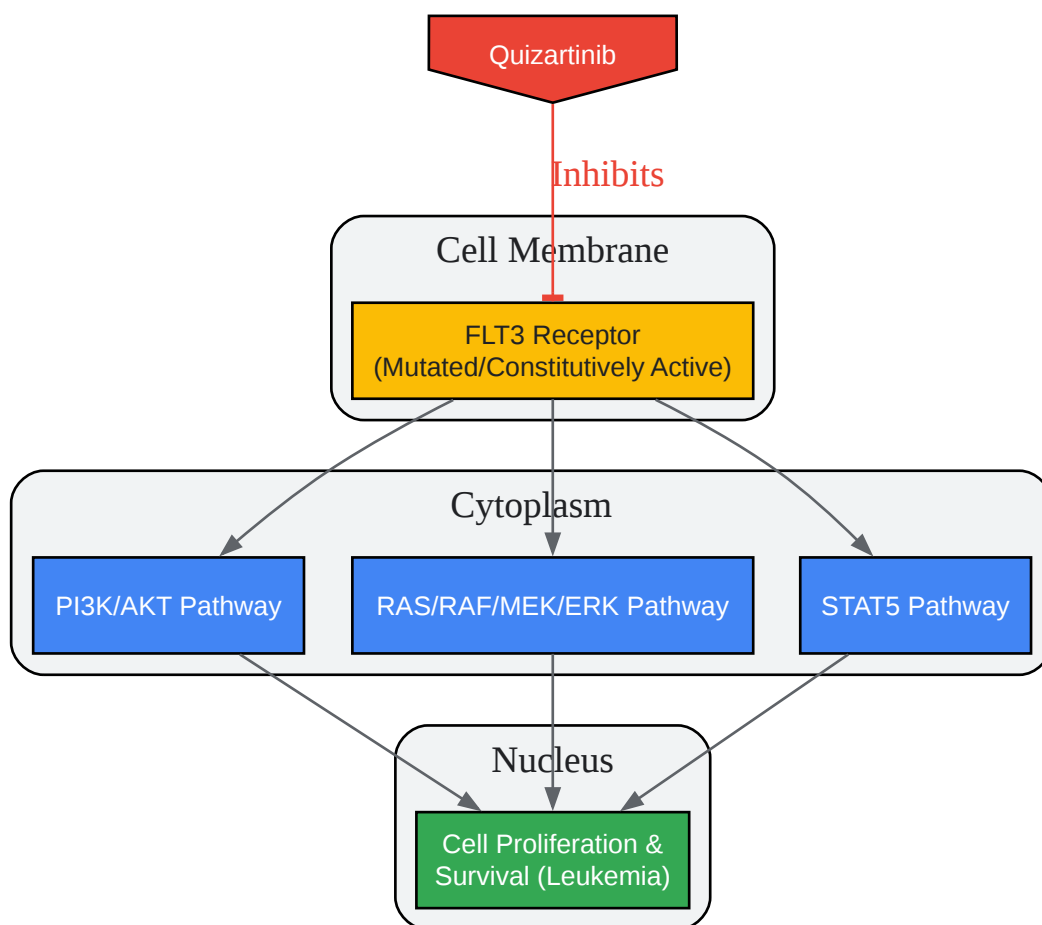 Quizartinib
Inhibits
Cell Membrane
FLT3 Receptor
(Mutated/Constitutively Active)
Cytoplasm
PI3K/AKT Pathway
RAS/RAF/MEK/ERK Pathway
STAT5 Pathway
Nucleus
Cell Proliferation &
Survival (Leukemia)